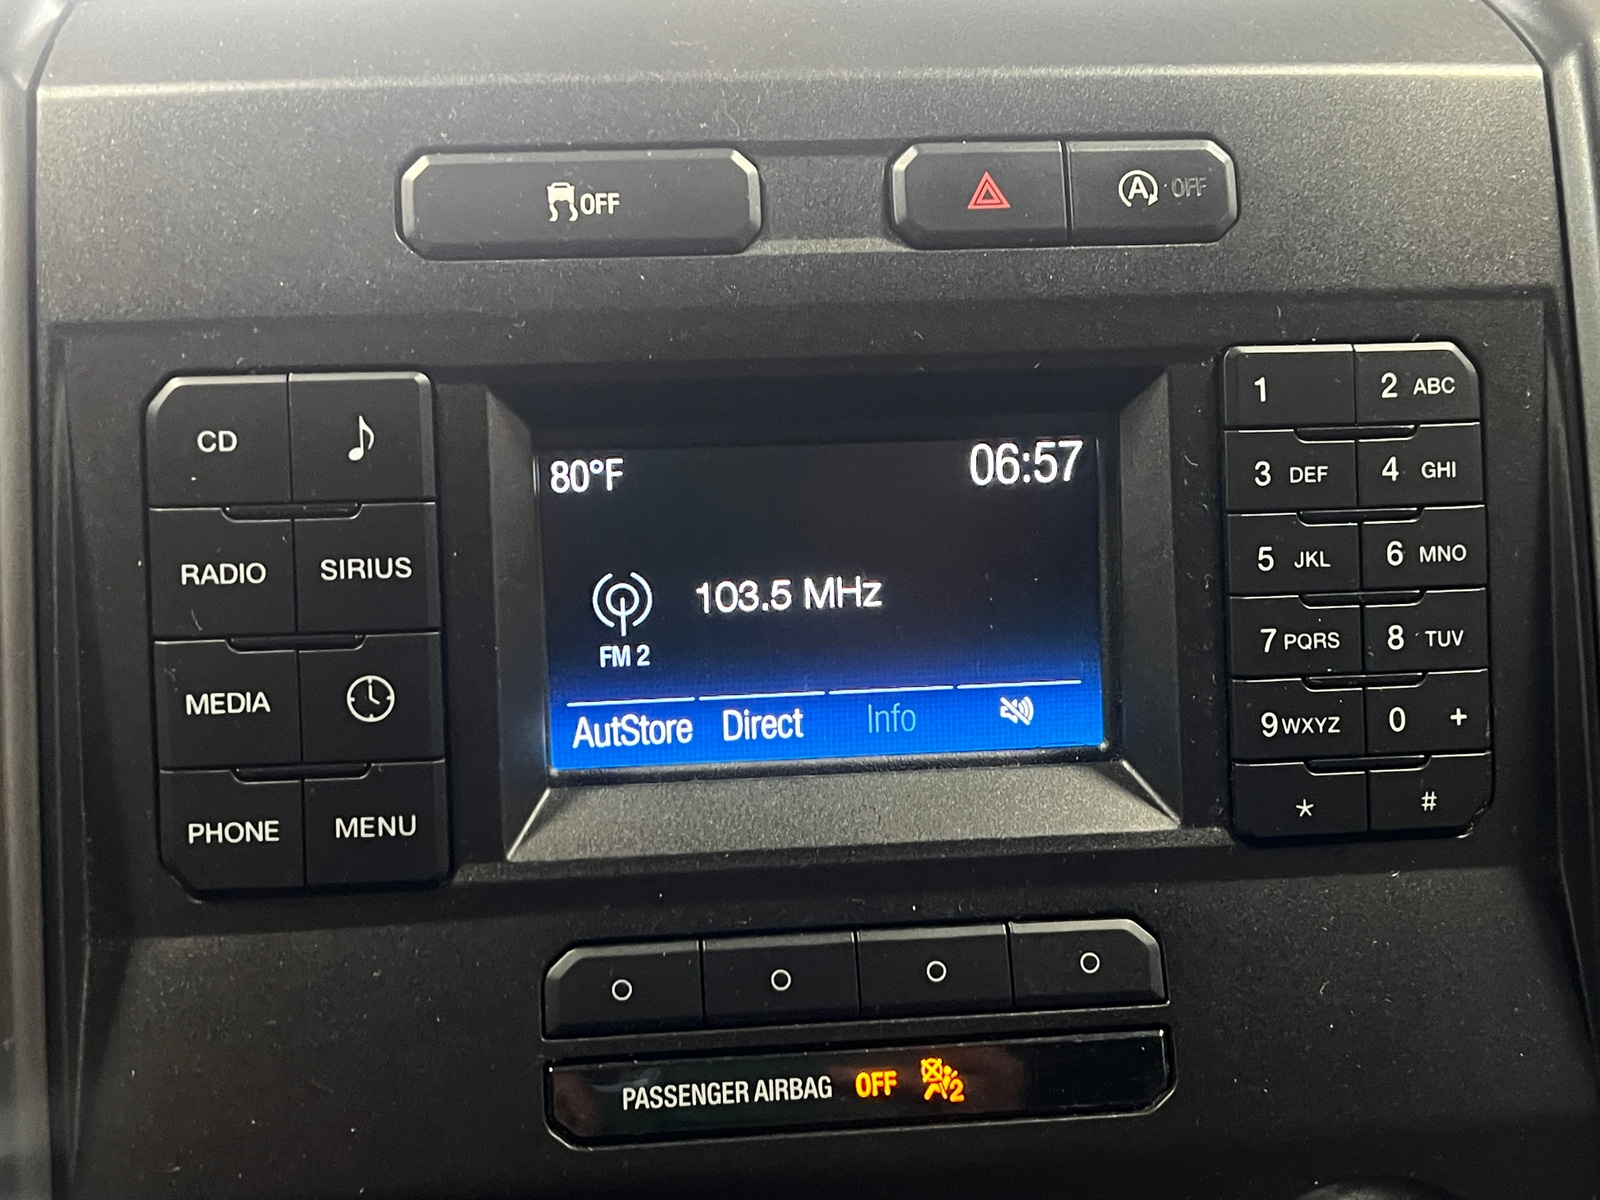 OFF
A OFF
CD
1
2 ABC
80°F
06:57
3 DEF
4 GHI
RADIO
SIRIUS
5 JKL
6 MNO
103.5 MHz
FM 2
7 PQRS
8 TUV
MEDIA
AutStore
Direct
Info
9 WXYZ
0 +
PHONE
MENU
*
#
PASSENGER AIRBAG OFF 2